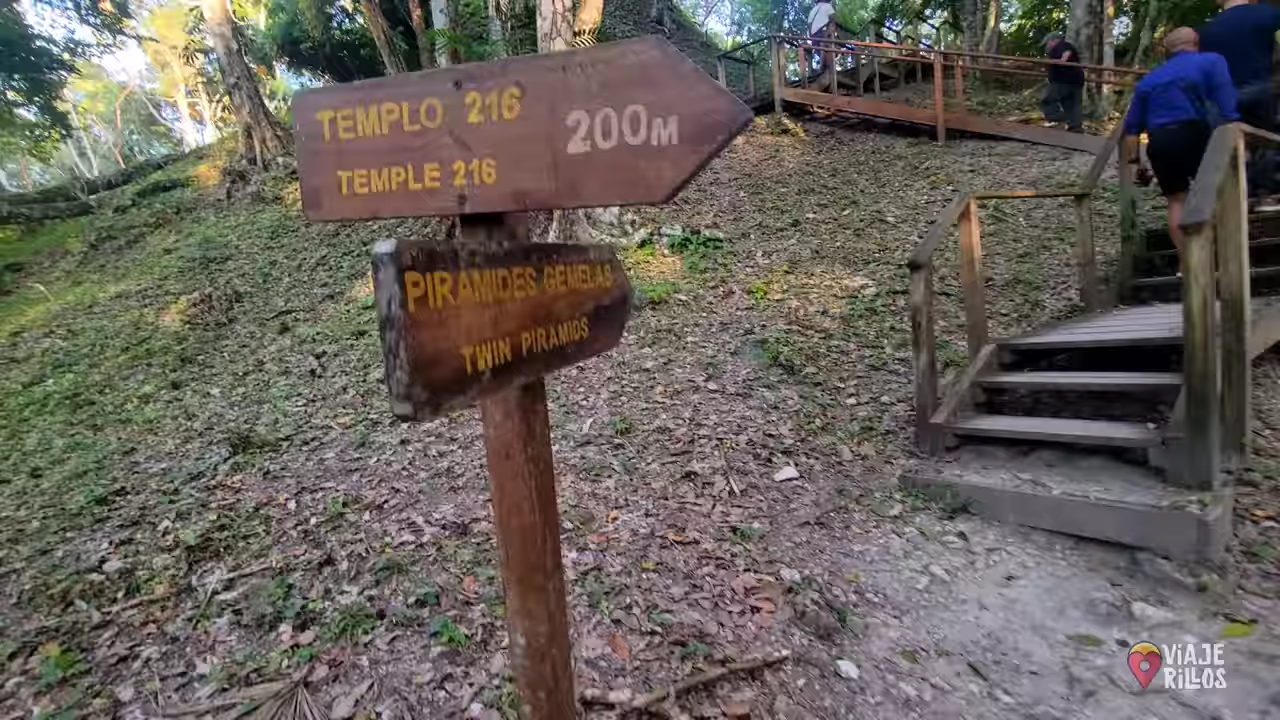 TEMPLO 216
200M
TEMPLE 216
PIRAMIDES GEMELAS
TWIN PIRAMIDS
ViAJE
RiLLOS